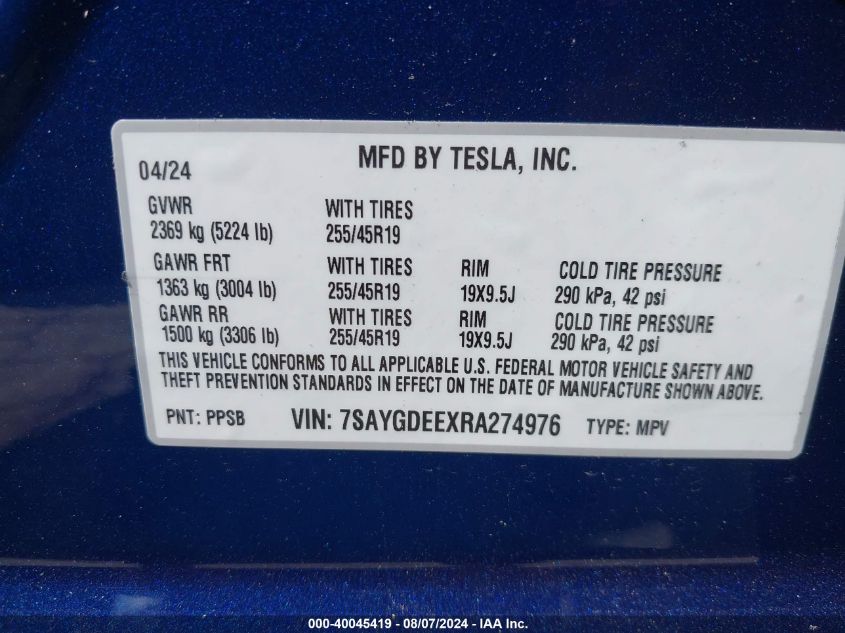 MFD BY TESLA, INC.
04/24
GVWR WITH TIRES
2369 kg (5224 lb) 255/45R19
GAWR FRT WITH TIRES RIM COLD TIRE PRESSURE
1363 kg (3004 lb) 255/45R19 19X9.5J 290 kPa, 42 psi
GAWR RR WITH TIRES RIM COLD TIRE PRESSURE
1500 kg (3306 lb) 255/45R19 19X9.5J 290 kPa, 42 psi
THIS VEHICLE CONFORMS TO ALL APPLICABLE U.S. FEDERAL MOTOR VEHICLE SAFETY AND
THEFT PREVENTION STANDARDS IN EFFECT ON THE DATE OF MANUFACTURE SHOWN ABOVE.
PNT: PPSB VIN: 7SAYGDEEXRA274976 TYPE: MPV
000-40045419 - 08/07/2024 - IAA Inc.